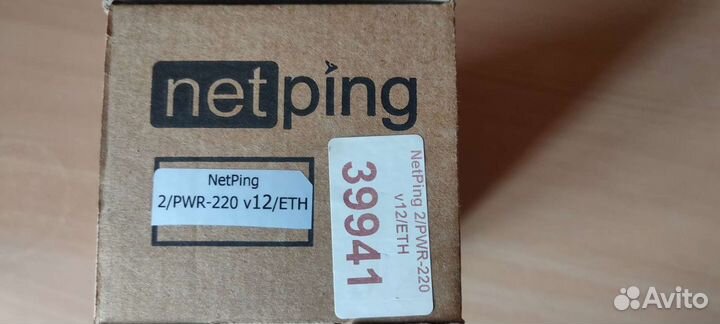 netping
NetPing
2/PWR-220 v12/ETH
39941
NetPing 2/PWR-220
v12/ETH
Avito